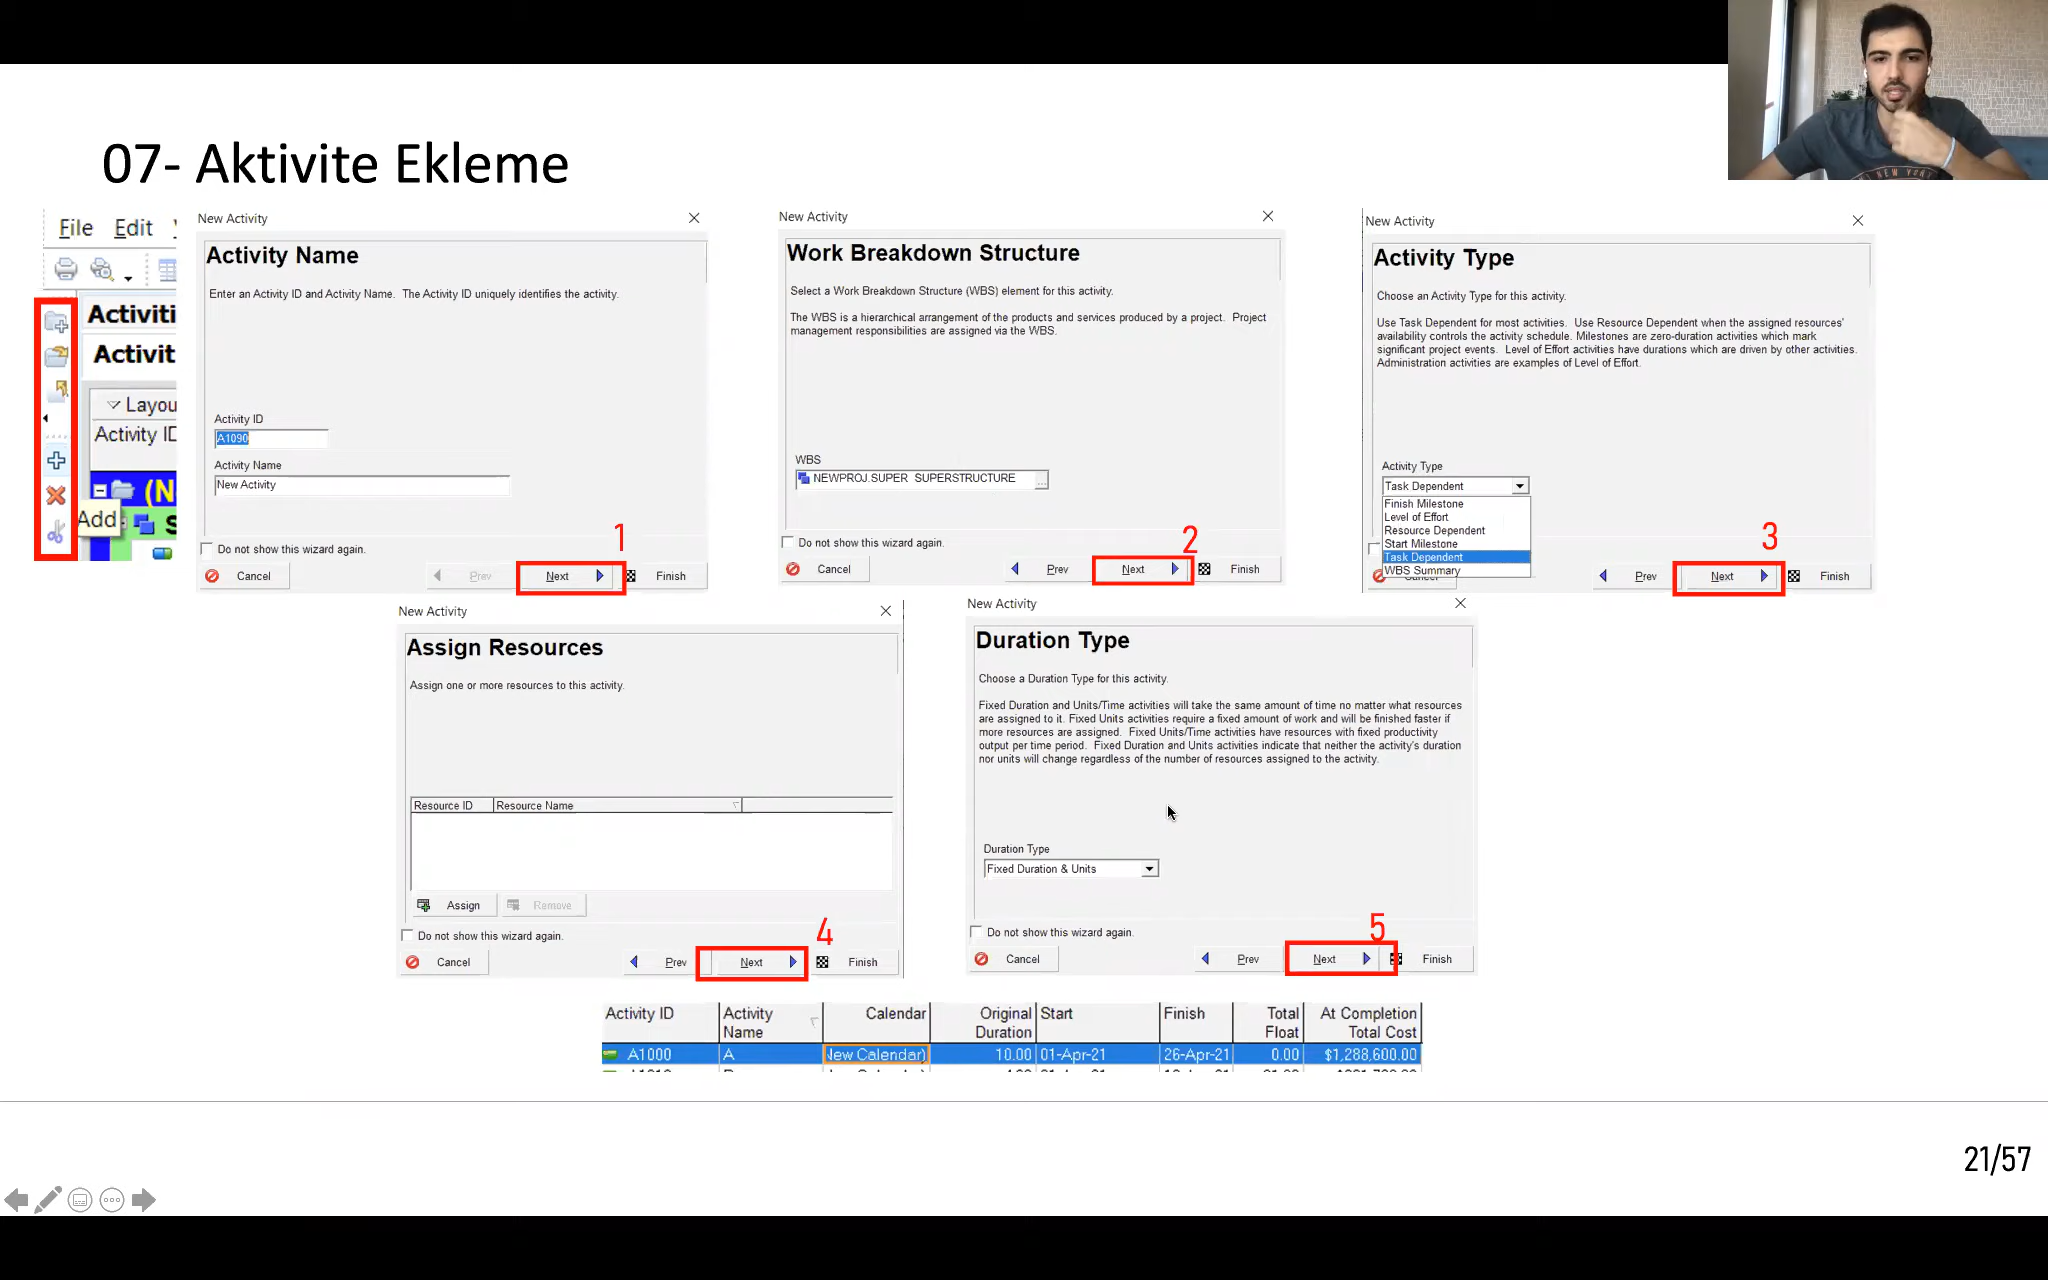 07- Aktivite Ekleme
File Edit
Activiti
Activit
Layou
Activity ID
(N
Add
S
New Activity
Activity Name
Enter an Activity ID and Activity Name. The Activity ID uniquely identifies the activity.
Activity ID
A1090
Activity Name
New Activity
Do not show this wizard again.
1
Cancel
Prev
Next
Finish
New Activity
Work Breakdown Structure
Select a Work Breakdown Structure (WBS) element for this activity.
The WBS is a hierarchical arrangement of the products and services produced by a project. Project
management responsibilities are assigned via the WBS.
WBS
NEWPROJ.SUPER SUPERSTRUCTURE
...
Do not show this wizard again.
2
Cancel
Prev
Next
Finish
New Activity
Activity Type
Choose an Activity Type for this activity.
Use Task Dependent for most activities. Use Resource Dependent when the assigned resources'
availability controls the activity schedule. Milestones are zero-duration activities which mark
significant project events. Level of Effort activities have durations which are driven by other activities.
Administration activities are examples of Level of Effort.
Activity Type
Task Dependent
Finish Milestone
Level of Effort
Resource Dependent
Start Milestone
Task Dependent
WBS Summary
3
Prev
Next
Finish
New Activity
Assign Resources
Assign one or more resources to this activity.
Resource ID Resource Name
Assign
Remove
Do not show this wizard again.
4
Cancel
Prev
Next
Finish
New Activity
Duration Type
Choose a Duration Type for this activity.
Fixed Duration and Units/Time activities will take the same amount of time no matter what resources
are assigned to it. Fixed Units activities require a fixed amount of work and will be finished faster if
more resources are assigned. Fixed Units/Time activities have resources with fixed productivity
output per time period. Fixed Duration and Units activities indicate that neither the activity's duration
nor units will change regardless of the number of resources assigned to the activity.
Duration Type
Fixed Duration & Units
Do not show this wizard again.
5
Cancel
Prev
Next
Finish
Activity ID Activity Name Calendar Original Duration Start Finish Total Float At Completion Total Cost
A1000 A New Calendar) 10.00 01-Apr-21 26-Apr-21 0.00 $1,288,600.00
NEW YORK
21/57